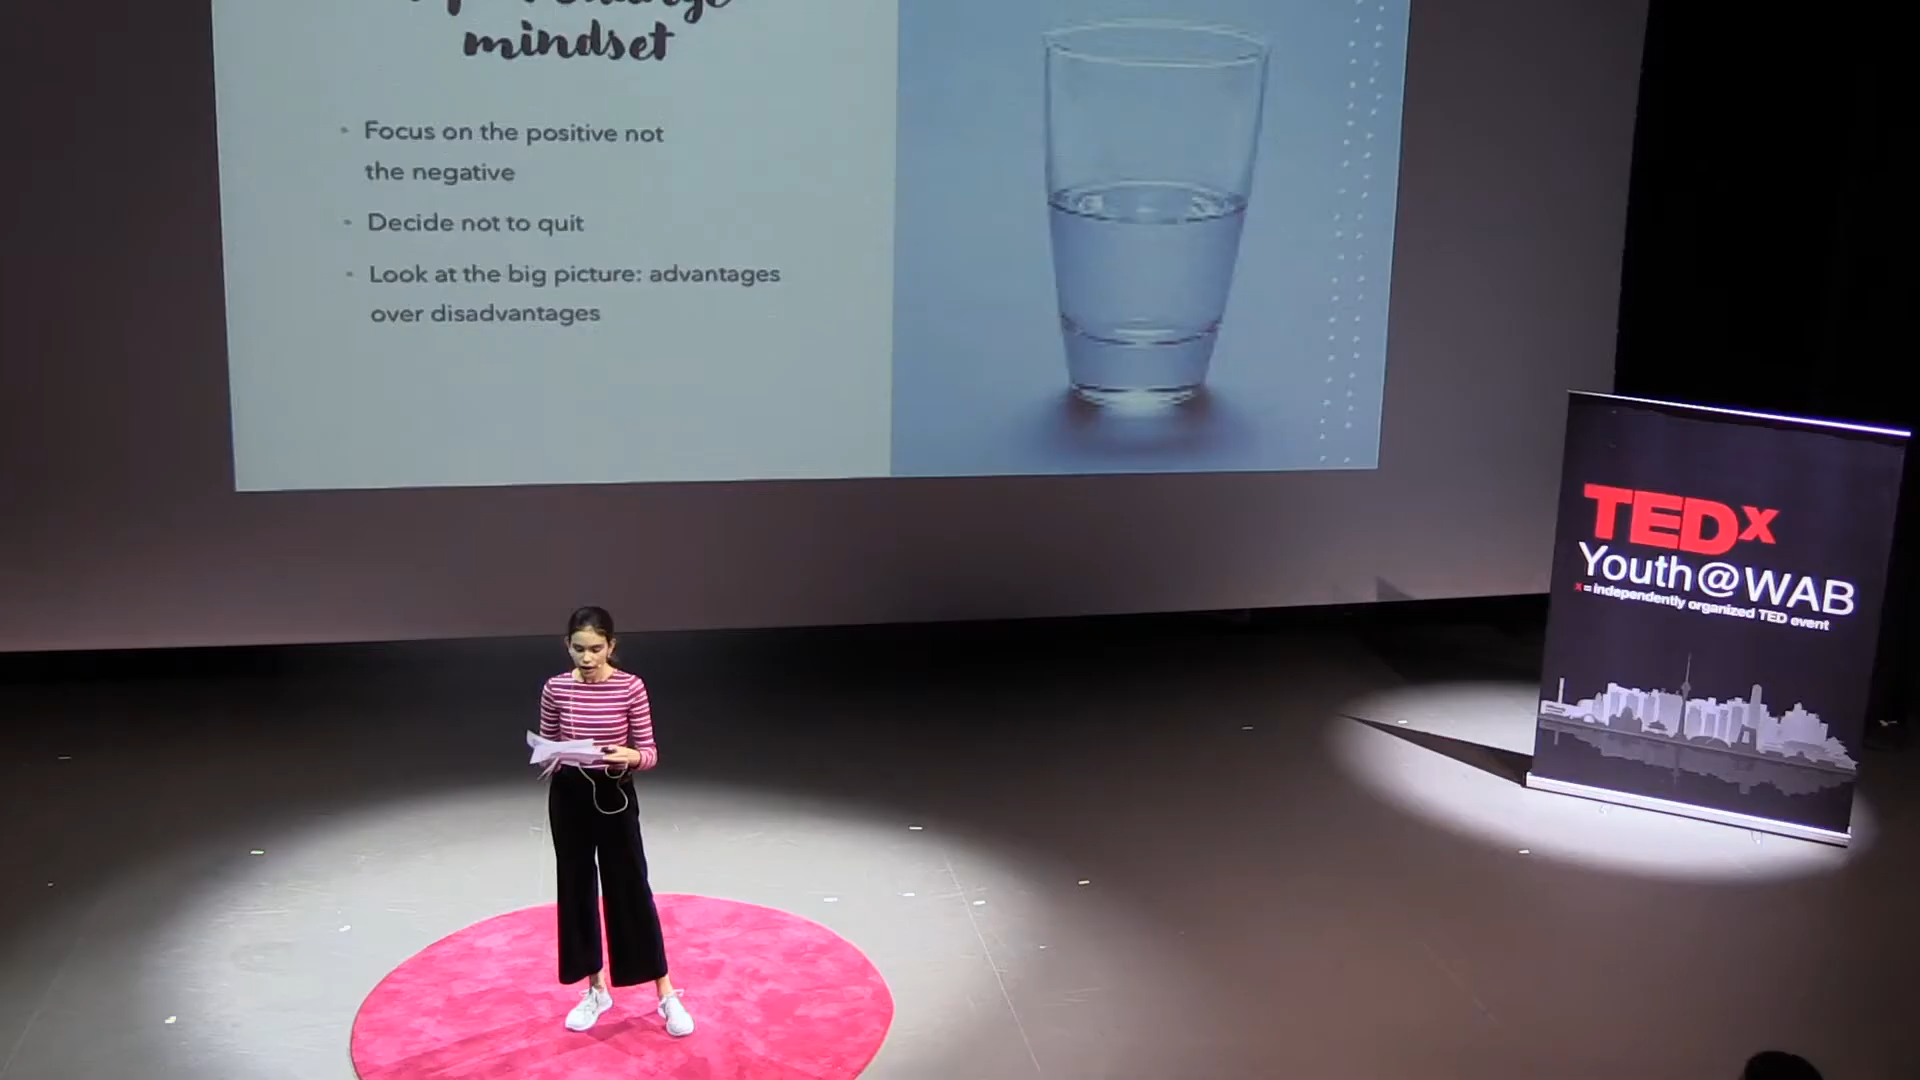 mindset
• Focus on the positive not
the negative
• Decide not to quit
• Look at the big picture: advantages
over disadvantages
TEDx
Youth@WAB
x = independently organized TED event